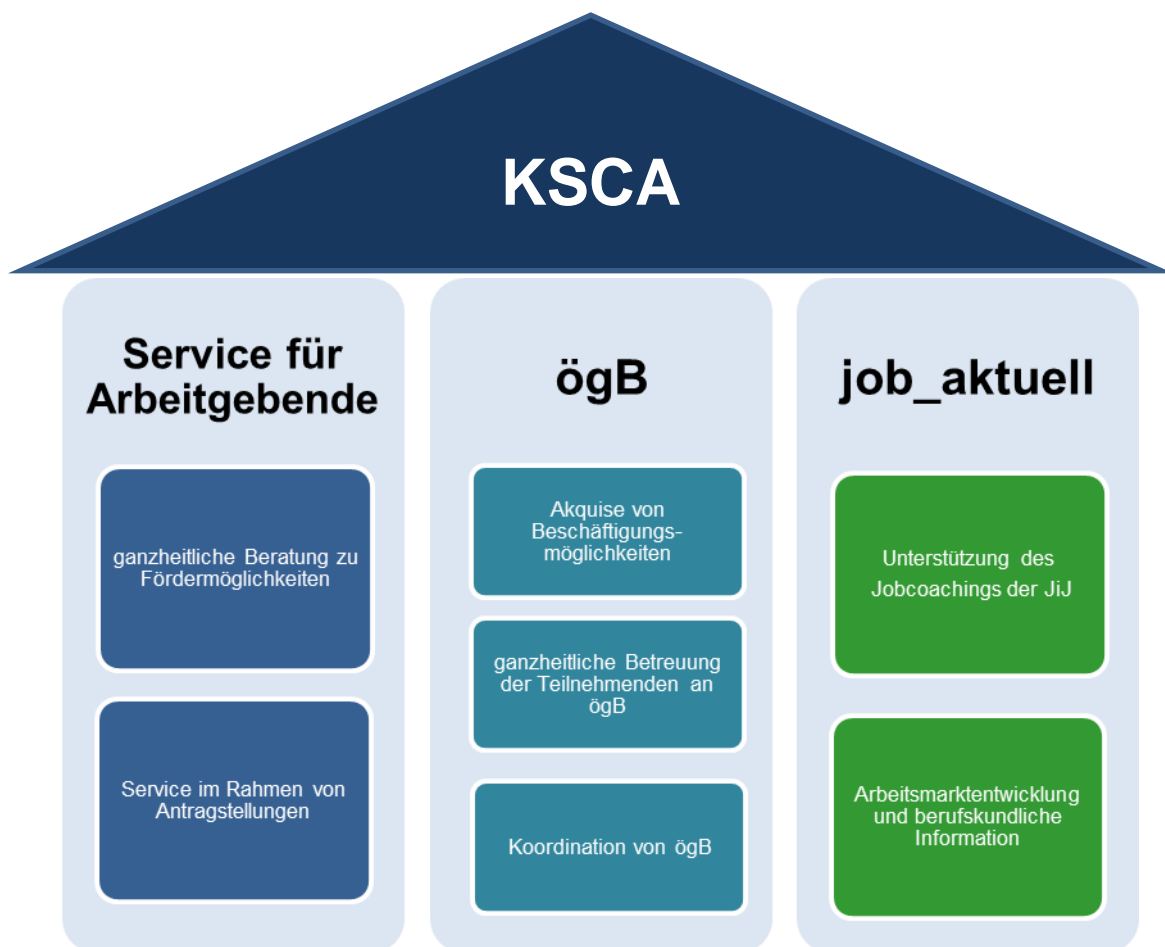 KSCA
Service für
Arbeitgebende
ganzheitliche Beratung zu
Fördermöglichkeiten
Service im Rahmen von
Antragstellungen
ögB
Akquise von
Beschäftigungs-
möglichkeiten
ganzheitliche Betreuung
der Teilnehmenden an
ögB
Koordination von ögB
job_aktuell
Unterstützung des
Jobcoachings der JiJ
Arbeitsmarktentwicklung
und berufskundliche
Information